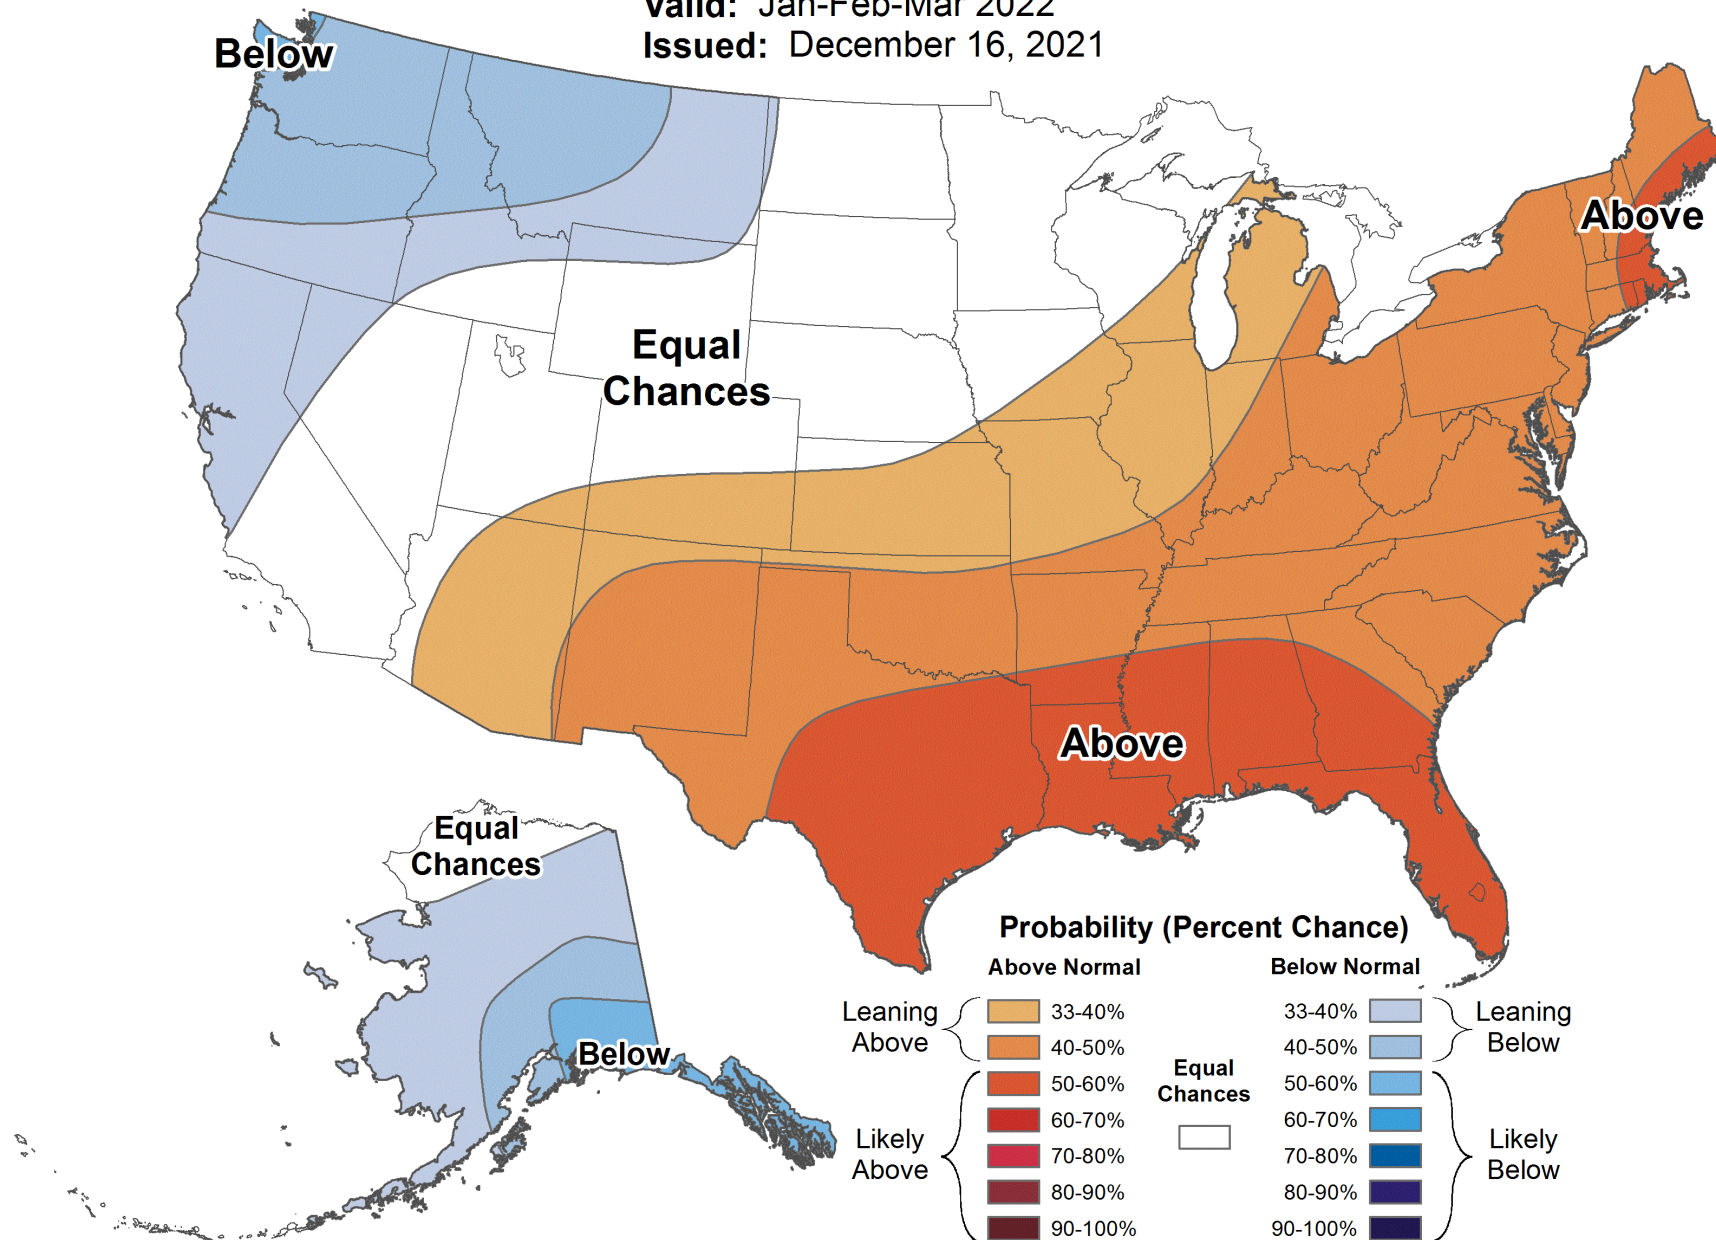 Valid: Jan-Feb-Mar 2022
Issued: December 16, 2021
Below
Above
Equal
Chances
Above
Equal
Chances
Below
Probability (Percent Chance)
Above Normal
Below Normal
Leaning
Above
33-40%
40-50%
Likely
Above
50-60%
60-70%
70-80%
80-90%
90-100%
Equal
Chances
33-40%
40-50%
Leaning
Below
50-60%
60-70%
70-80%
80-90%
90-100%
Likely
Below